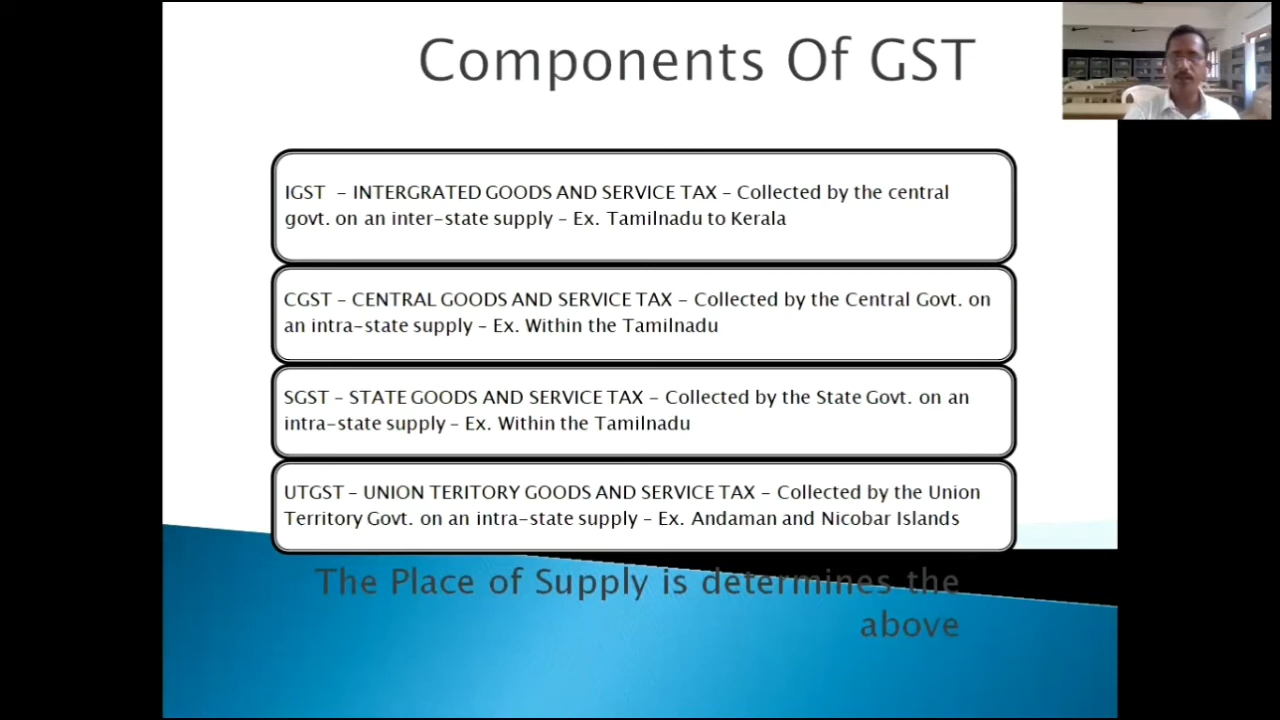 Components Of GST
IGST – INTERGRATED GOODS AND SERVICE TAX – Collected by the central
govt. on an inter-state supply – Ex. Tamilnadu to Kerala
CGST – CENTRAL GOODS AND SERVICE TAX – Collected by the Central Govt. on
an intra-state supply – Ex. Within the Tamilnadu
SGST – STATE GOODS AND SERVICE TAX – Collected by the State Govt. on an
intra-state supply – Ex. Within the Tamilnadu
UTGST – UNION TERITORY GOODS AND SERVICE TAX – Collected by the Union
Territory Govt. on an intra-state supply – Ex. Andaman and Nicobar Islands
The Place of Supply is determines the
above